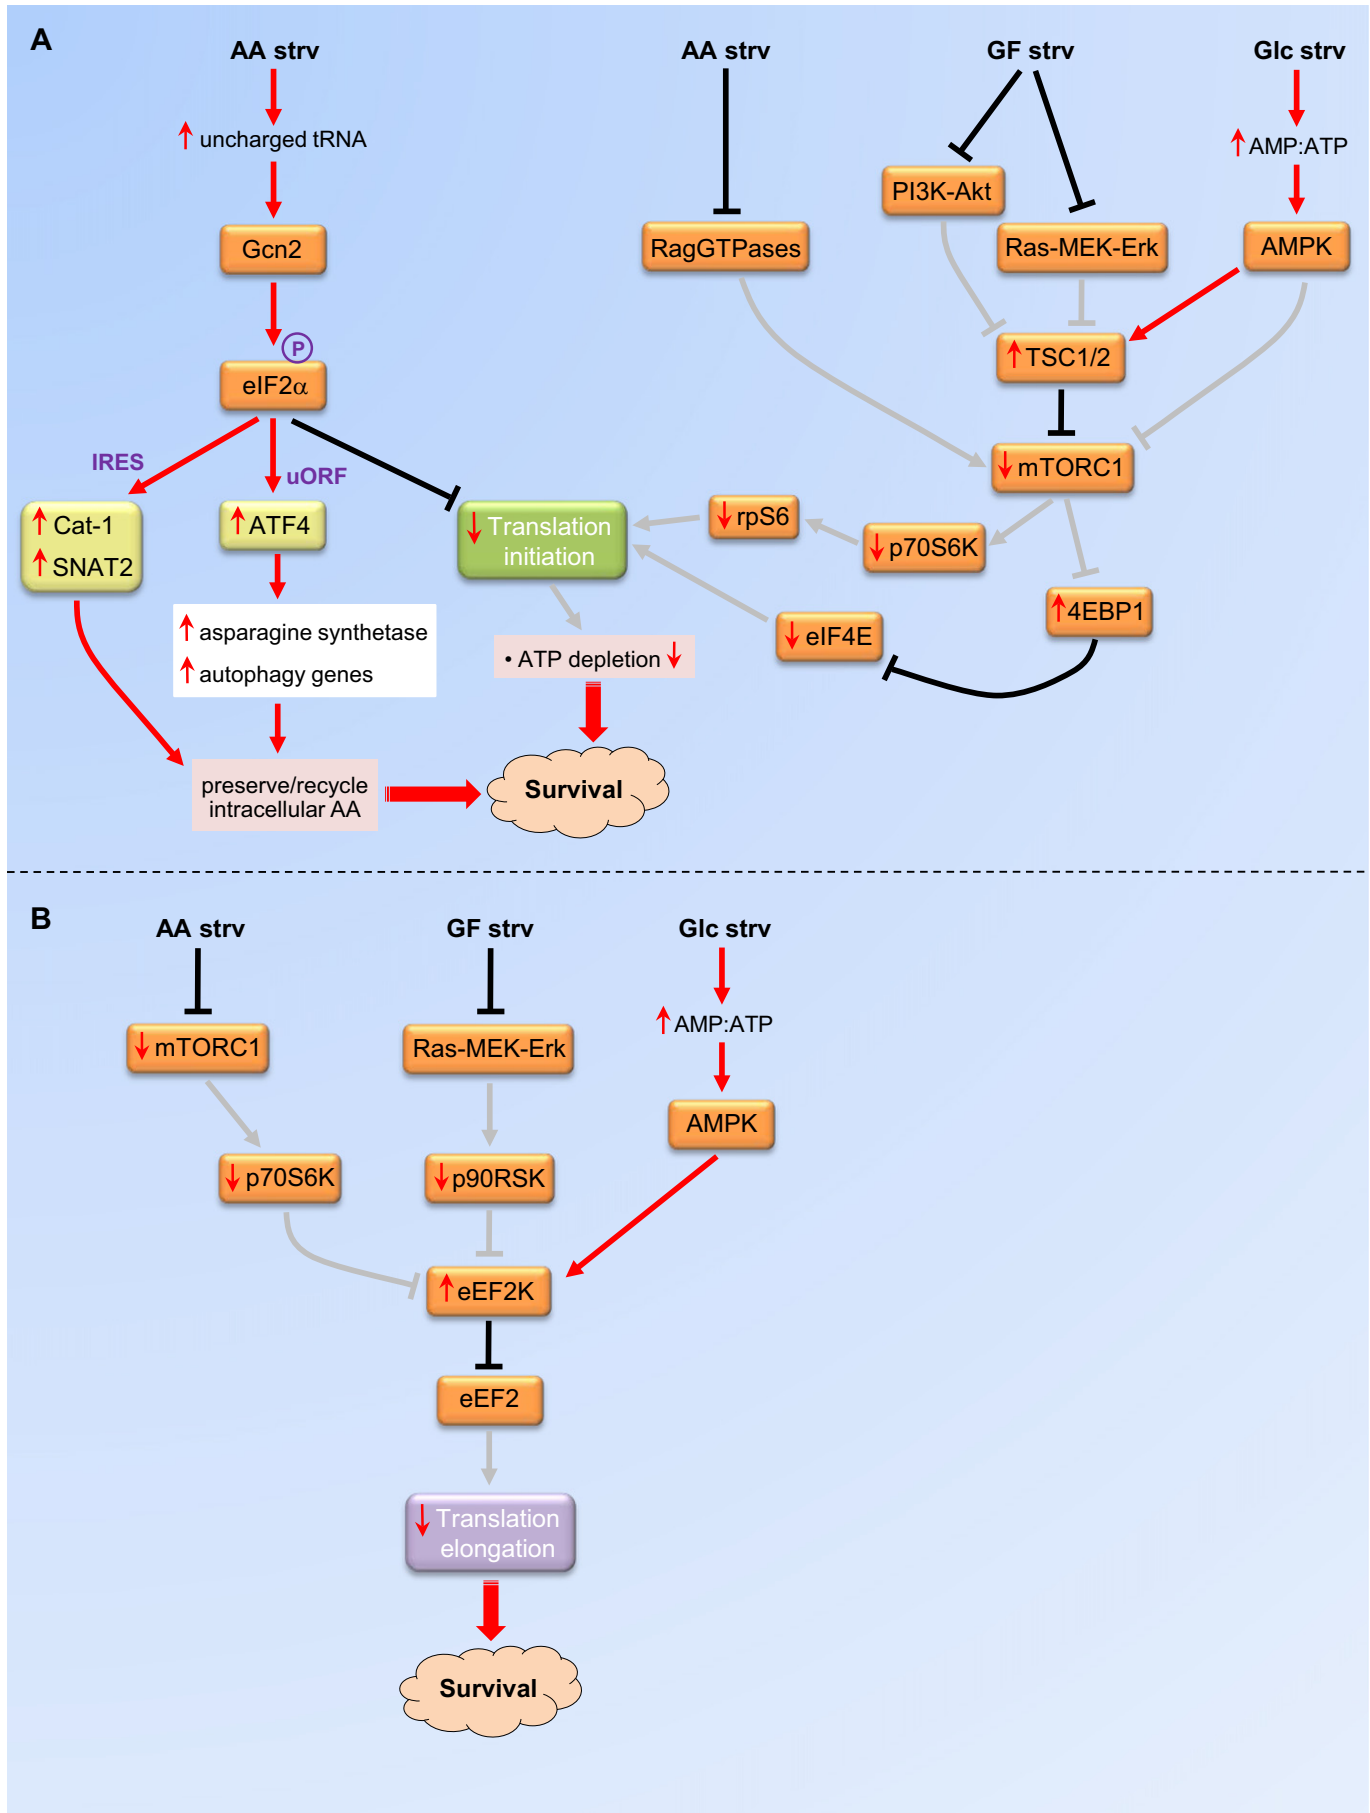 A
AA strv
AA strv
GF strv
Glc strv
↑ uncharged tRNA
↑ AMP:ATP
PI3K-Akt
Gcn2
RagGTPases
Ras-MEK-Erk
AMPK
P
eIF2α
↑ TSC1/2
IRES
uORF
↓ mTORC1
↑ Cat-1
↑ SNAT2
↑ ATF4
↓ Translation
initiation
↓ rpS6
↓ p70S6K
↑ 4EBP1
↓ eIF4E
↑ asparagine synthetase
↑ autophagy genes
• ATP depletion ↓
preserve/recycle
intracellular AA
Survival
B
AA strv
GF strv
Glc strv
↑ AMP:ATP
↓ mTORC1
Ras-MEK-Erk
AMPK
↓ p70S6K
↓ p90RSK
↑ eEF2K
eEF2
↓ Translation
elongation
Survival